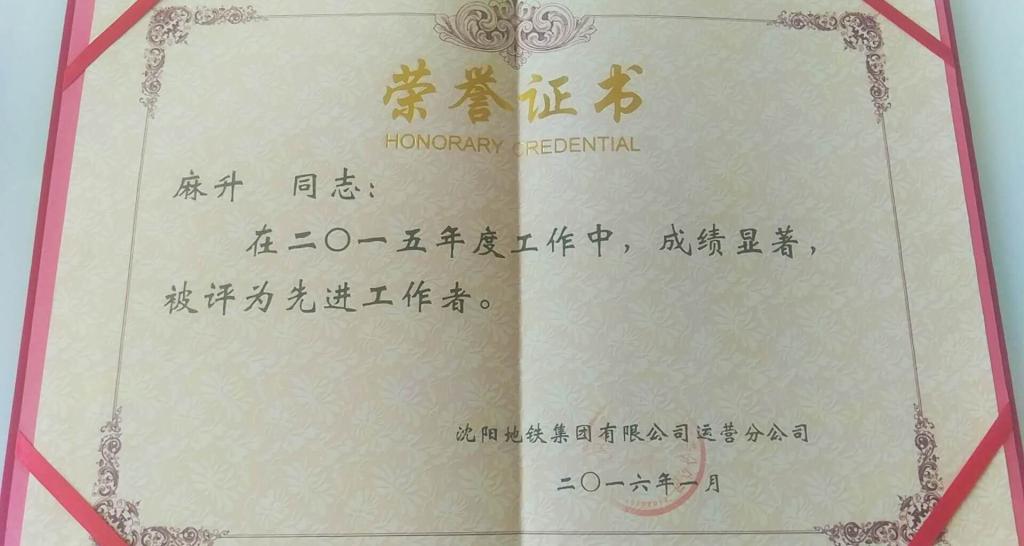 荣誉证书
HONORARY CREDENTIAL
麻升 同志：
在二〇一五年度工作中，成绩显著，
被评为先进工作者。
沈阳地铁集团有限公司运营分公司
二〇一六年一月